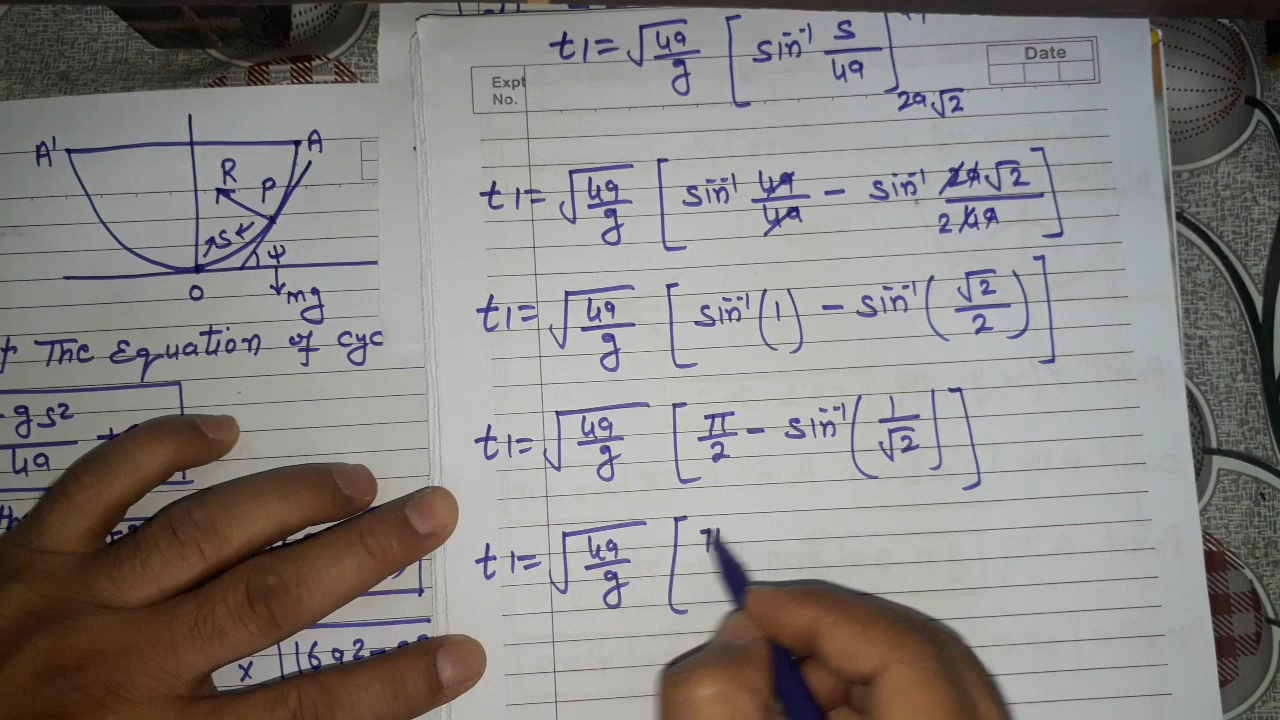 A'
A
R
P
S
ψ
O
mg
The Equation of cyc
gs²
4a
x | 16a²-
t1=√4a/g [sin⁻¹ s/4a]
2a√2
Expt
No.
Date
t1=√4a/g [sin⁻¹ 4a/4a - sin⁻¹ 2a√2/2 4a]
t1=√4a/g [sin⁻¹(1) - sin⁻¹(√2/2)]
t1=√4a/g [π/2 - sin⁻¹(1/√2)]
t1=√4a/g [